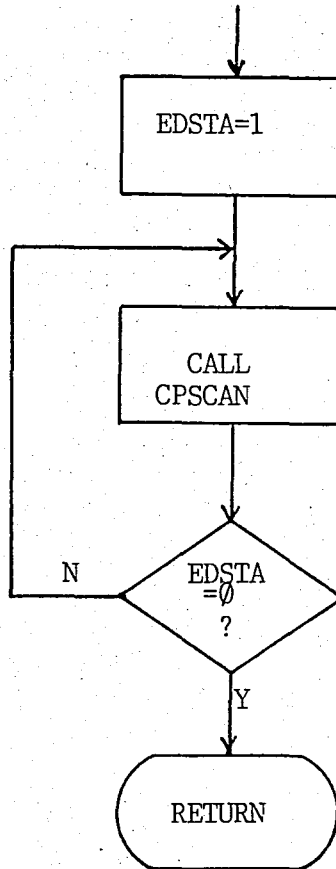 EDSTA=1
CALL
CPSCAN
N
EDSTA
=Ø
?
Y
RETURN